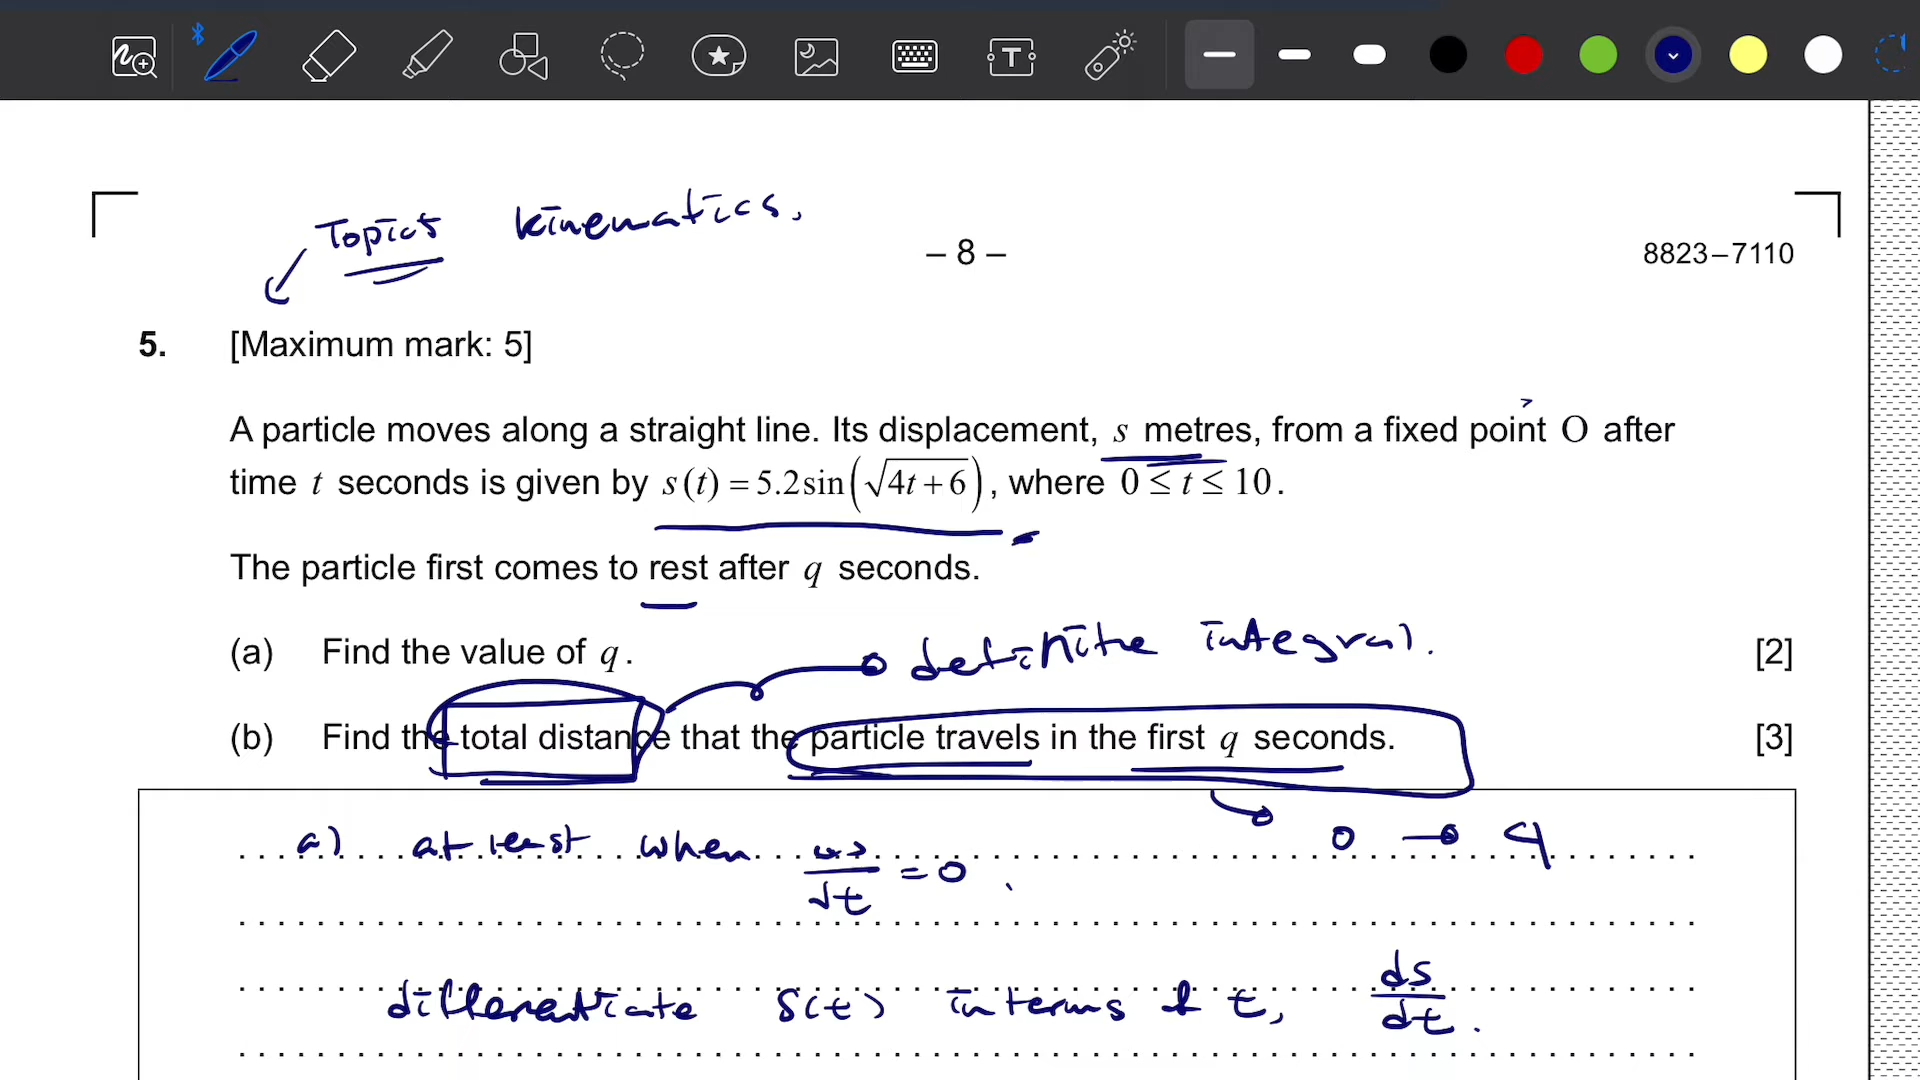 Topics kinematics.
– 8 –
8823–7110
5. [Maximum mark: 5]
A particle moves along a straight line. Its displacement, s metres, from a fixed point O after
time t seconds is given by s(t) = 5.2sin(√(4t+6)), where 0 ≤ t ≤ 10.
The particle first comes to rest after q seconds.
(a) Find the value of q. [2]
definite integral.
(b) Find the total distance that the particle travels in the first q seconds. [3]
0 → q
a) at rest when ds/dt = 0.
differentiate s(t) in terms of t, ds/dt.